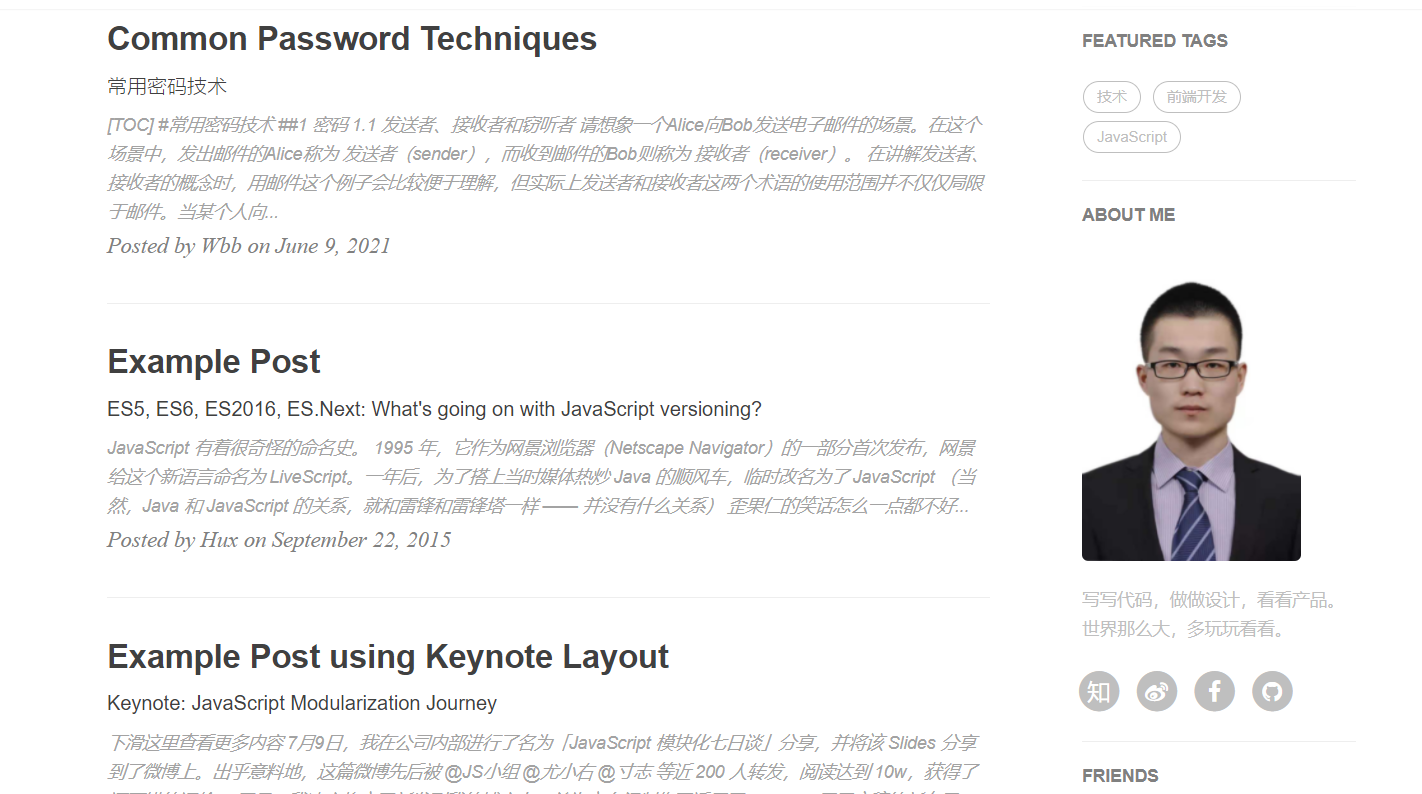 Common Password Techniques
常用密码技术
[TOC] #常用密码技术 ##1 密码 1.1 发送者、接收者和窃听者 请想象一个Alice向Bob发送电子邮件的场景。在这个
场景中，发出邮件的Alice称为 发送者（sender），而收到邮件的Bob则称为 接收者（receiver）。 在讲解发送者、
接收者的概念时，用邮件这个例子会比较便于理解，但实际上发送者和接收者这两个术语的使用范围并不仅仅局限
于邮件。当某个人向...
Posted by Wbb on June 9, 2021
Example Post
ES5, ES6, ES2016, ES.Next: What's going on with JavaScript versioning?
JavaScript 有着很奇怪的命名史。 1995 年，它作为网景浏览器（Netscape Navigator）的一部分首次发布，网景
给这个新语言命名为 LiveScript。一年后，为了搭上当时媒体热炒 Java 的顺风车，临时改名为了 JavaScript （当
然，Java 和 JavaScript 的关系，就和雷锋和雷锋塔一样 —— 并没有什么关系） 歪果仁的笑话怎么一点都不好...
Posted by Hux on September 22, 2015
Example Post using Keynote Layout
Keynote: JavaScript Modularization Journey
下滑这里查看更多内容 7月9日，我在公司内部进行了名为「JavaScript 模块化七日谈」分享，并将该 Slides 分享
到了微博上。出乎意料地，这篇微博先后被 @JS小组 @尤小右 @寸志 等近 200 人转发，阅读达到 10w，获得了
FEATURED TAGS
技术
前端开发
JavaScript
ABOUT ME
写写代码，做做设计，看看产品。
世界那么大，多玩玩看看。
知
FRIENDS